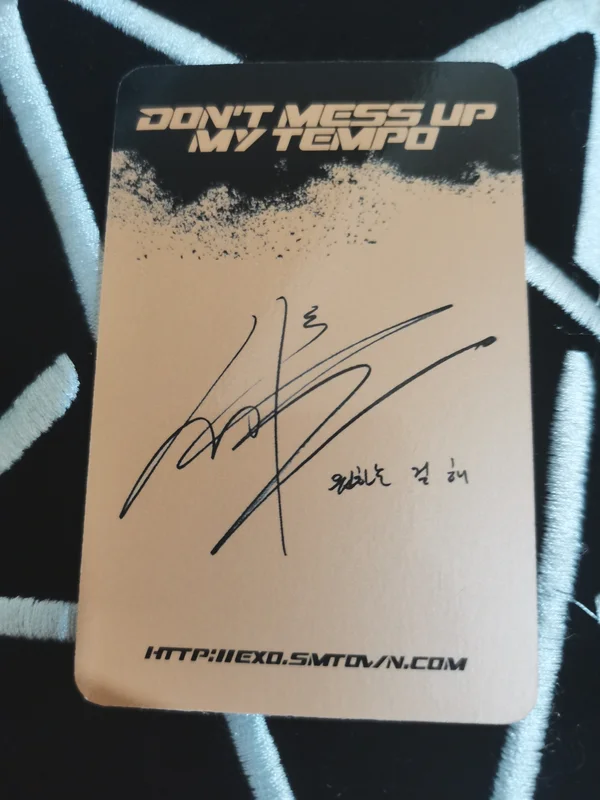 DON'T MESS UP
MY TEMPO
원하는 걸 해
HTTP://EXO.SMTOWN.COM